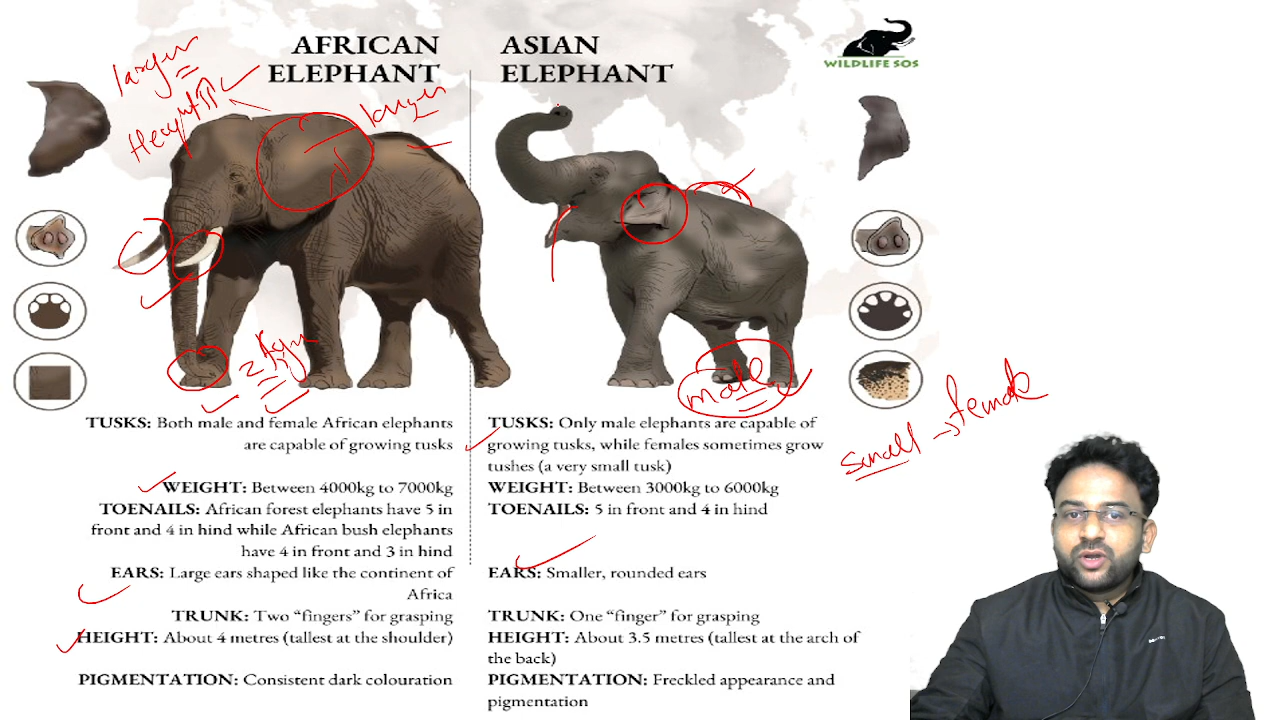 AFRICAN
ELEPHANT
ASIAN
ELEPHANT
WILDLIFE SOS
larger
Height
larger
male
small → female
TUSKS: Both male and female African elephants
are capable of growing tusks
WEIGHT: Between 4000kg to 7000kg
TOENAILS: African forest elephants have 5 in
front and 4 in hind while African bush elephants
have 4 in front and 3 in hind
EARS: Large ears shaped like the continent of
Africa
TRUNK: Two “fingers” for grasping
HEIGHT: About 4 metres (tallest at the shoulder)
PIGMENTATION: Consistent dark colouration
TUSKS: Only male elephants are capable of
growing tusks, while females sometimes grow
tushes (a very small tusk)
WEIGHT: Between 3000kg to 6000kg
TOENAILS: 5 in front and 4 in hind
EARS: Smaller, rounded ears
TRUNK: One “finger” for grasping
HEIGHT: About 3.5 metres (tallest at the arch of
the back)
PIGMENTATION: Freckled appearance and
pigmentation